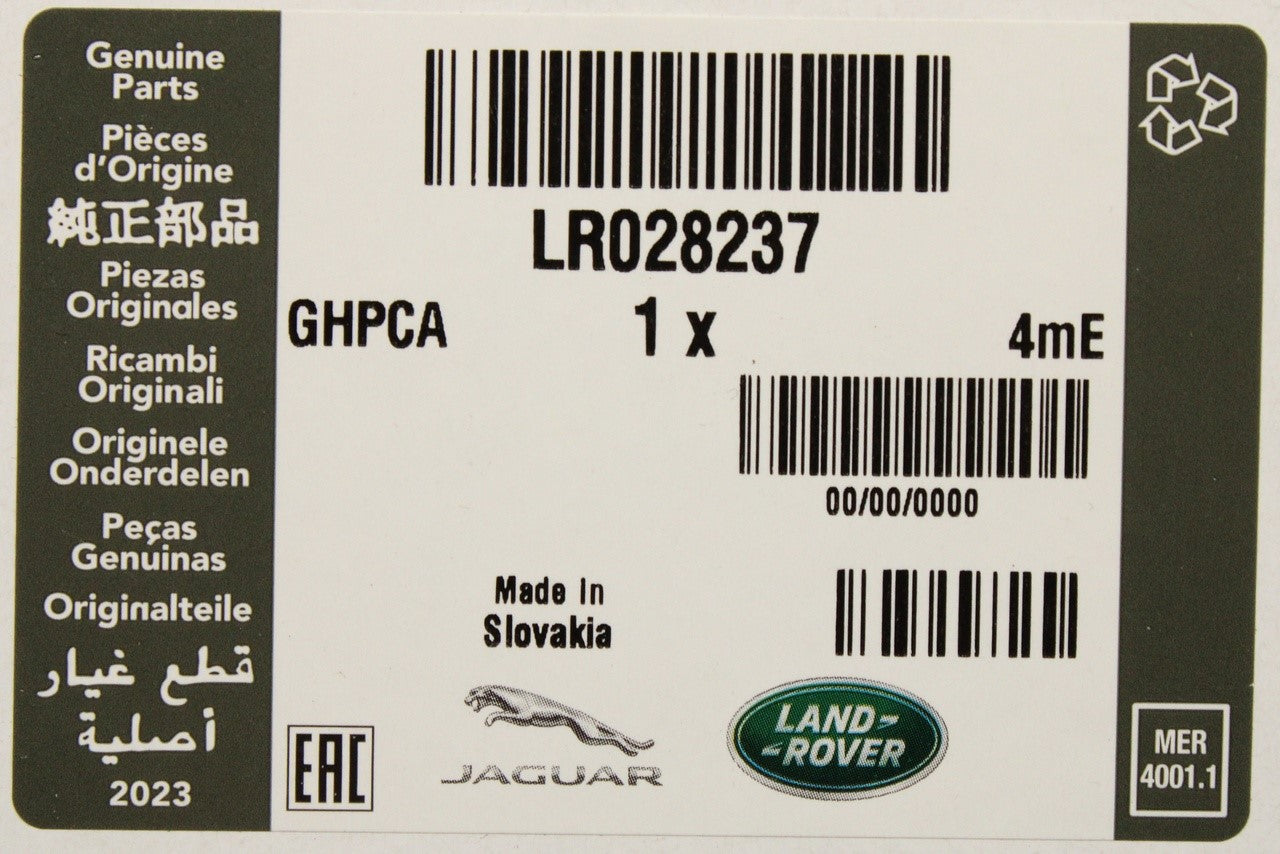 Genuine
Parts
Pièces
d'Origine
純正部品
Piezas
Originales
Ricambi
Originali
Originele
Onderdelen
Peças
Genuinas
Originalteile
قطع غيار
أصلية
2023
LR028237
GHPCA 1 x 4mE
00/00/0000
Made In
Slovakia
EAC
JAGUAR
LAND-
-ROVER
MER
4001.1